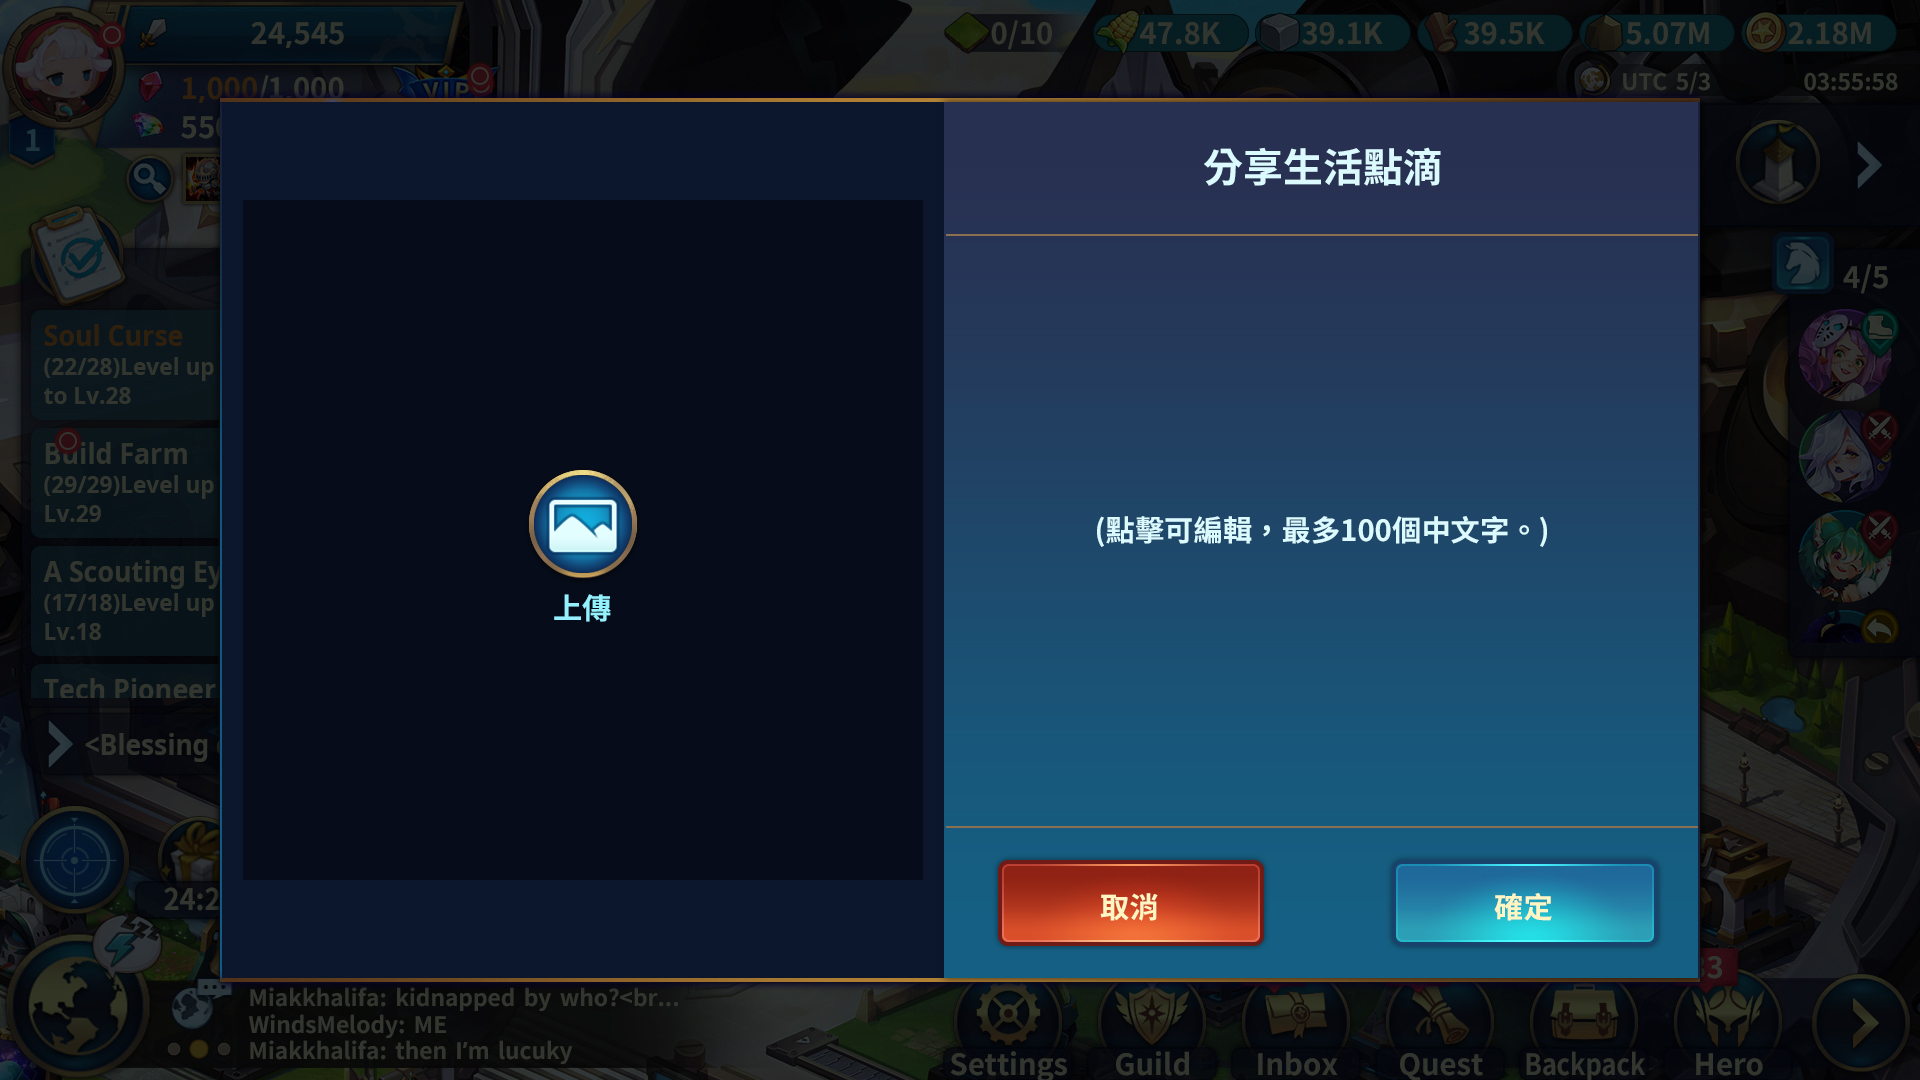 24,545
0/10
47.8K
39.1K
39.5K
5.07M
2.18M
1,000/1,000
VIP
UTC 5/3
03:55:58
55
1
分享生活點滴
4/5
Soul Curse
(22/28)Level up
to Lv.28
Build Farm
(29/29)Level up
Lv.29
(點擊可編輯，最多100個中文字。)
A Scouting Ey
(17/18)Level up
Lv.18
上傳
Tech Pioneer
<Blessing
24:2
取消
確定
Miakkhalifa: kidnapped by who?<br...
WindsMelody: ME
Miakkhalifa: then I'm lucuky
33
Settings
Guild
Inbox
Quest
Backpack
Hero